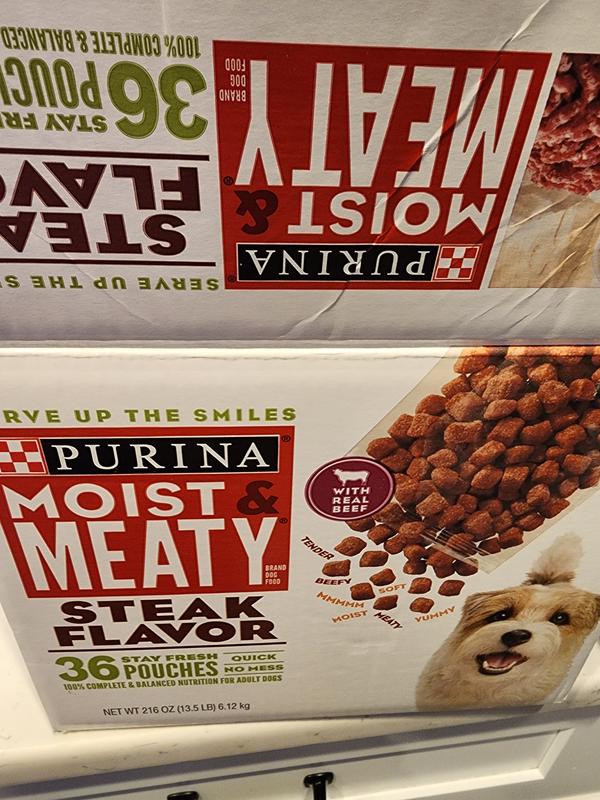 SERVE UP THE S
PURINA®
MOIST &
MEATY®
BRAND
DOG
FOOD
STEA
FLAV
36 STAY FRE
POUC
100% COMPLETE & BALANCED
RVE UP THE SMILES
PURINA®
MOIST &
MEATY®
BRAND
DOG
FOOD
STEAK
FLAVOR
36 STAY FRESH
POUCHES
QUICK
NO MESS
100% COMPLETE & BALANCED NUTRITION FOR ADULT DOGS
NET WT 216 OZ (13.5 LB) 6.12 kg
WITH
REAL
BEEF
TENDER
BEEFY
SOFT
MMMMM
MOIST
MEATY
YUMMY